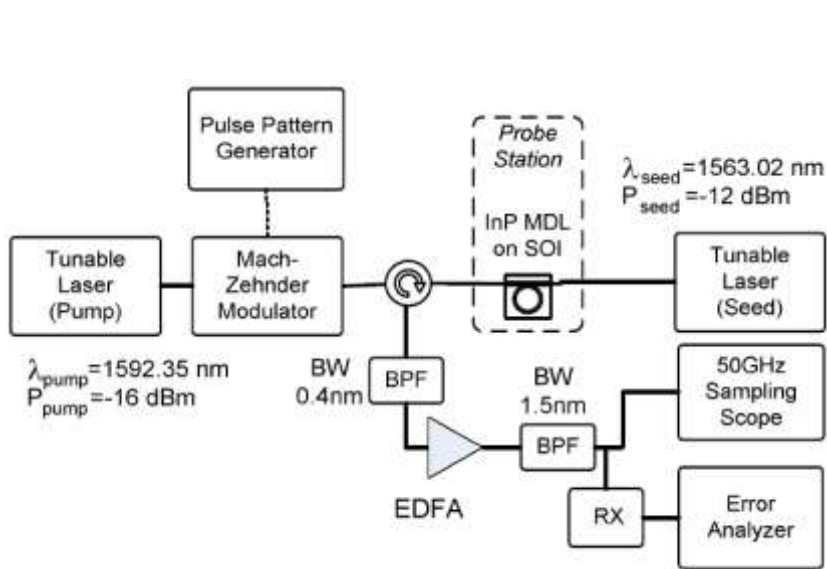 Pulse Pattern
Generator
Probe
Station
λseed=1563.02 nm
Pseed=-12 dBm
InP MDL
on SOI
Tunable
Laser
(Pump)
Mach-
Zehnder
Modulator
Tunable
Laser
(Seed)
λpump=1592.35 nm
Ppump=-16 dBm
BW
0.4nm
BPF
BW
1.5nm
BPF
50GHz
Sampling
Scope
EDFA
RX
Error
Analyzer